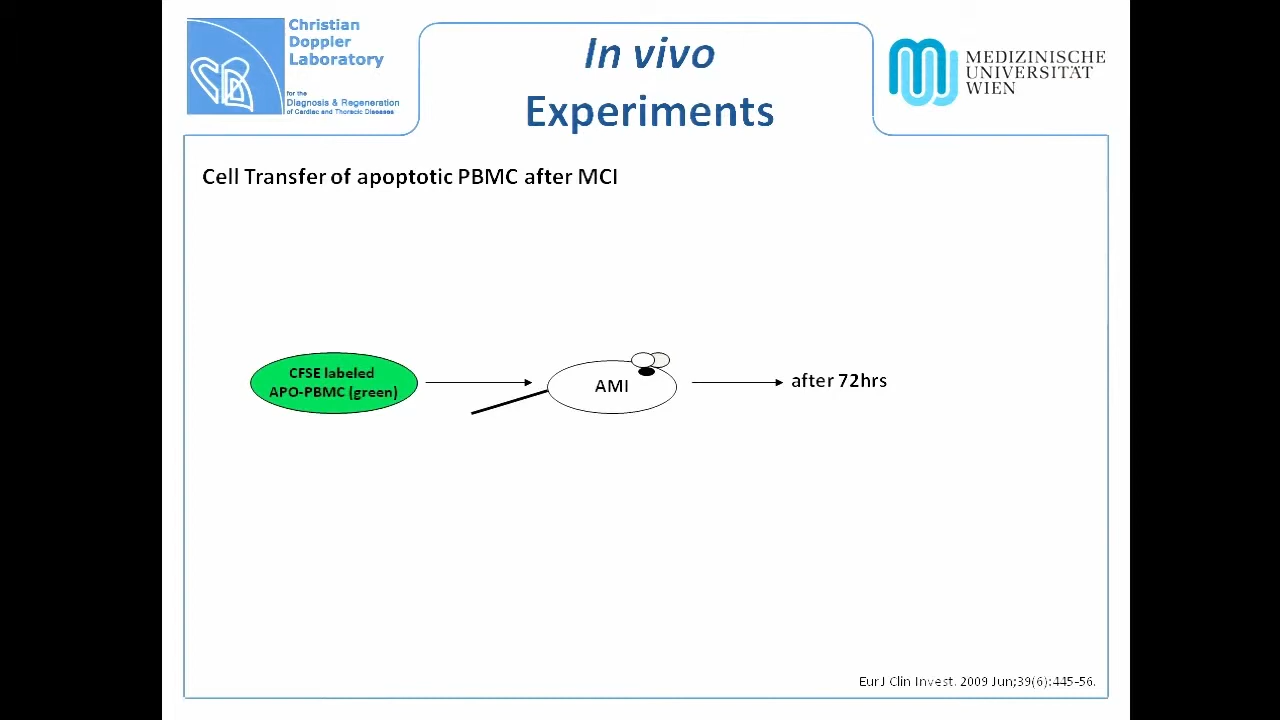 Christian
Doppler
Laboratory
for the
Diagnosis & Regeneration
of Cardiac and Thoracic Diseases
In vivo
Experiments
MEDIZINISCHE
UNIVERSITÄT
WIEN
Cell Transfer of apoptotic PBMC after MCI
CFSE labeled
APO-PBMC (green)
AMI
after 72hrs
Eur J Clin Invest. 2009 Jun;39(6):445-56.